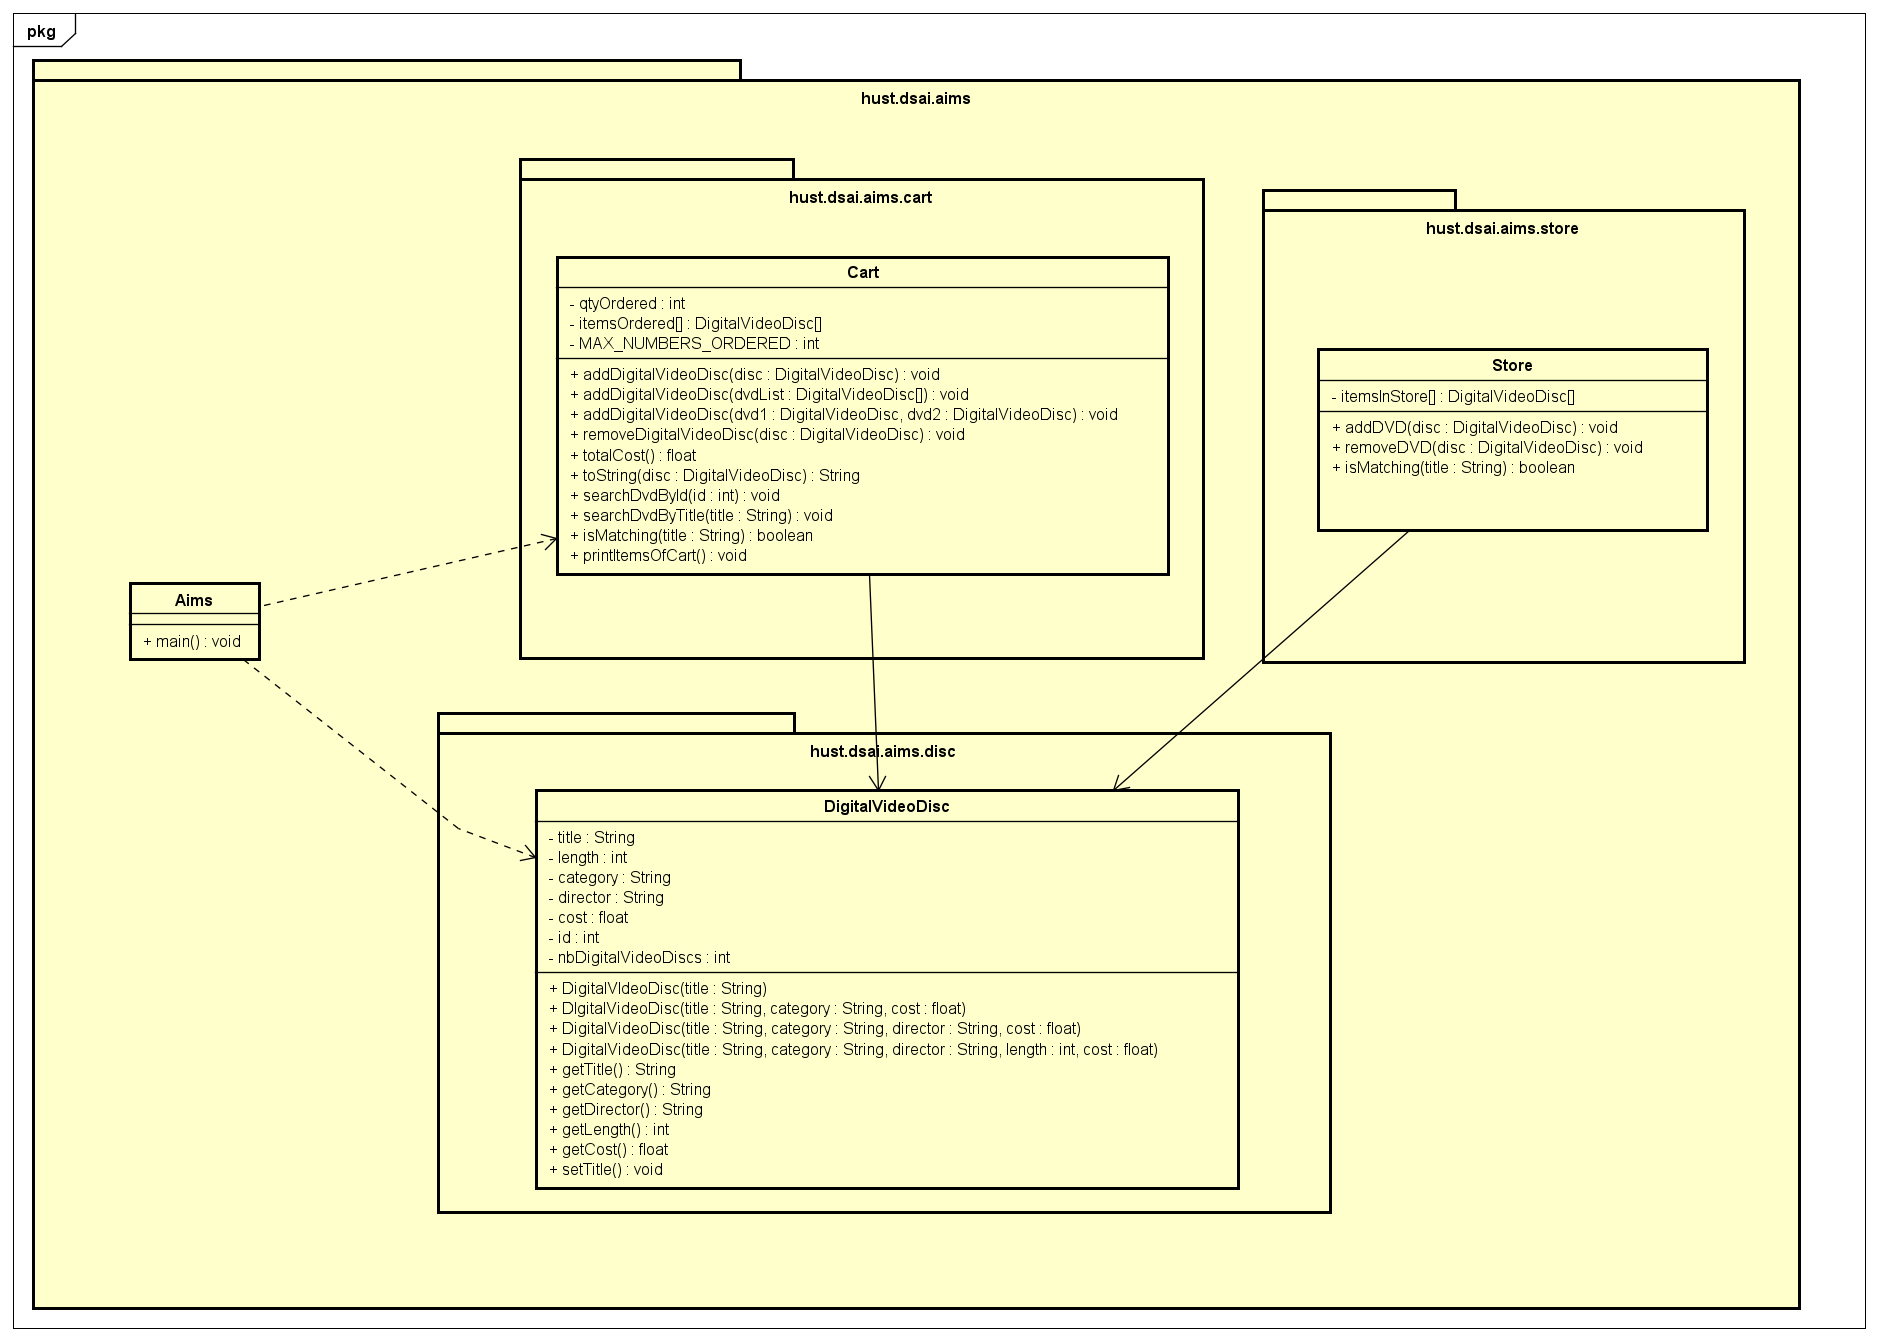 pkg
hust.dsai.aims
hust.dsai.aims.cart
Cart
- qtyOrdered : int
- itemsOrdered[] : DigitalVideoDisc[]
- MAX_NUMBERS_ORDERED : int
+ addDigitalVideoDisc(disc : DigitalVideoDisc) : void
+ addDigitalVideoDisc(dvdList : DigitalVideoDisc[]) : void
+ addDigitalVideoDisc(dvd1 : DigitalVideoDisc, dvd2 : DigitalVideoDisc) : void
+ removeDigitalVideoDisc(disc : DigitalVideoDisc) : void
+ totalCost() : float
+ toString(disc : DigitalVideoDisc) : String
+ searchDvdById(id : int) : void
+ searchDvdByTitle(title : String) : void
+ isMatching(title : String) : boolean
+ printItemsOfCart() : void
hust.dsai.aims.store
Store
- itemsInStore[] : DigitalVideoDisc[]
+ addDVD(disc : DigitalVideoDisc) : void
+ removeDVD(disc : DigitalVideoDisc) : void
+ isMatching(title : String) : boolean
Aims
+ main() : void
hust.dsai.aims.disc
DigitalVideoDisc
- title : String
- length : int
- category : String
- director : String
- cost : float
- id : int
- nbDigitalVideoDiscs : int
+ DigitalVIdeoDisc(title : String)
+ DIgitalVideoDisc(title : String, category : String, cost : float)
+ DigitalVideoDisc(title : String, category : String, director : String, cost : float)
+ DigitalVideoDisc(title : String, category : String, director : String, length : int, cost : float)
+ getTitle() : String
+ getCategory() : String
+ getDirector() : String
+ getLength() : int
+ getCost() : float
+ setTitle() : void